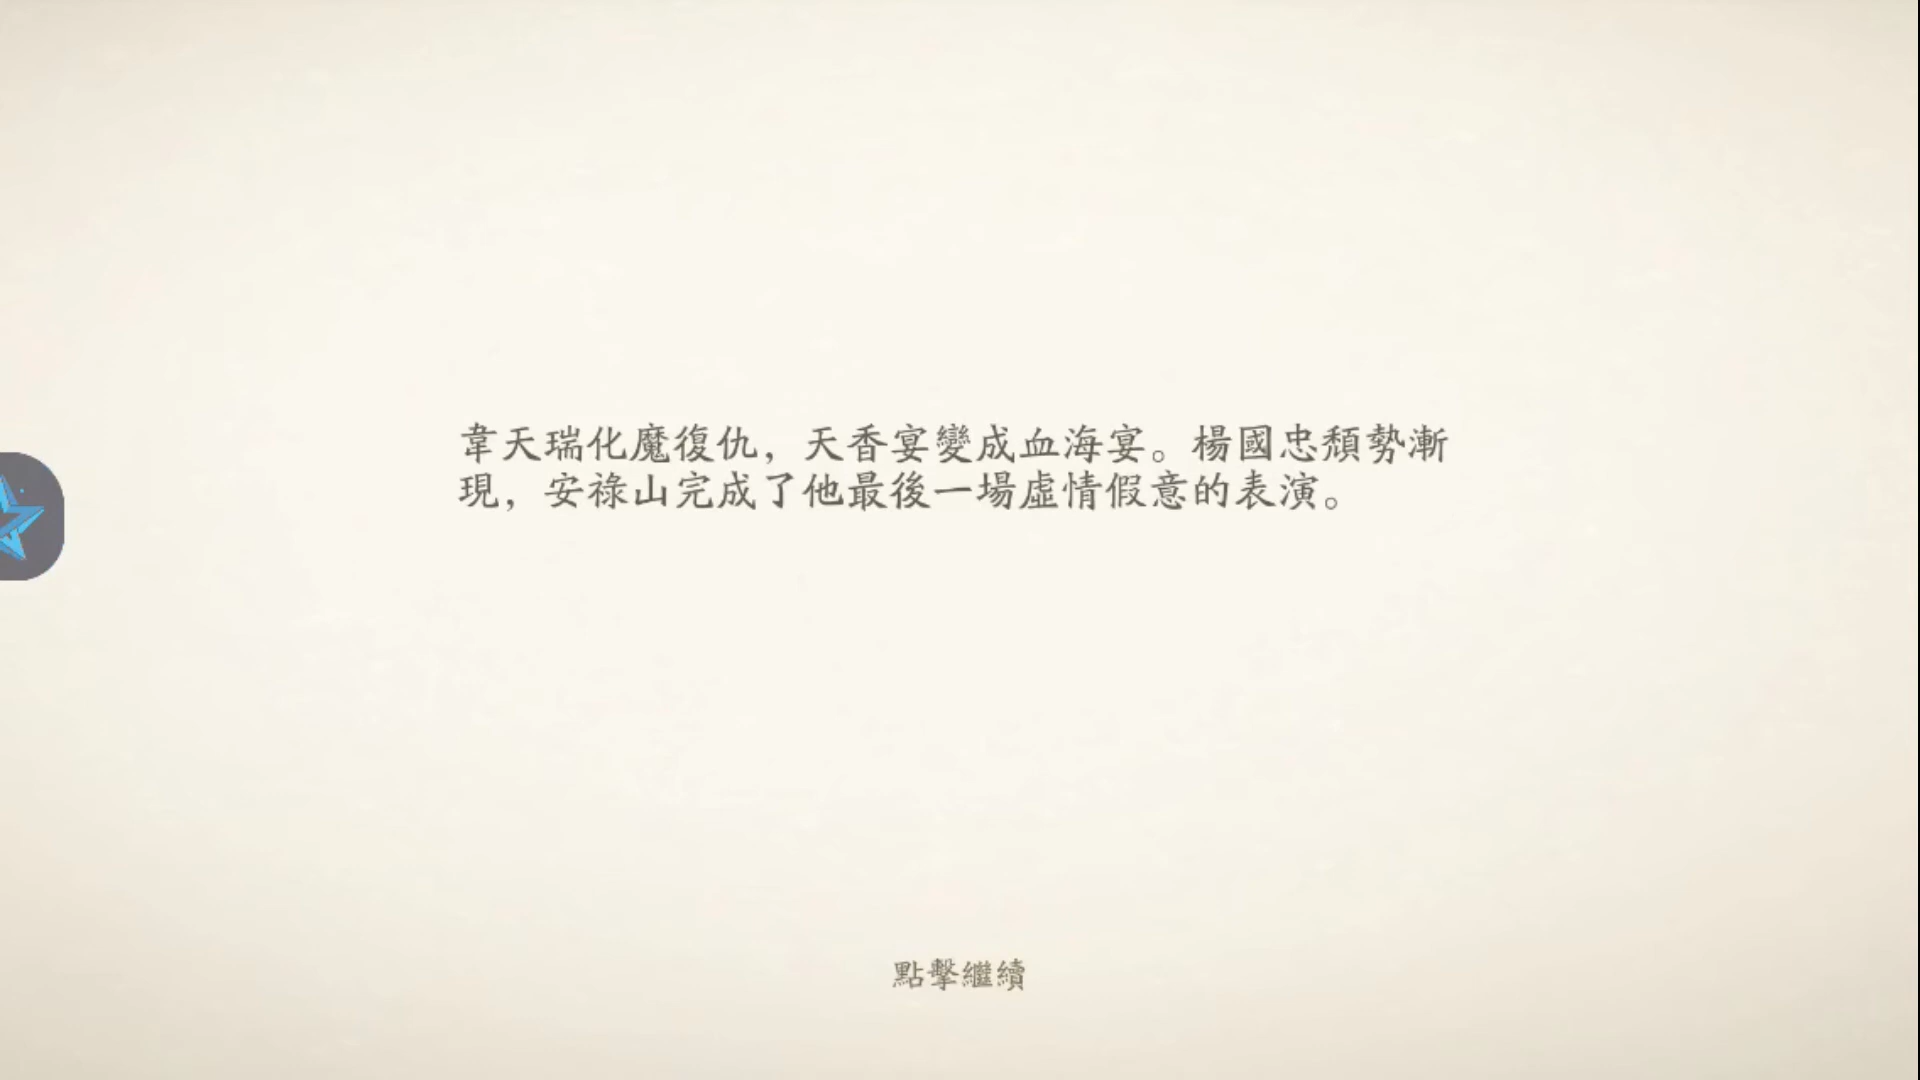 韋天瑞化魔復仇，天香宴變成血海宴。楊國忠頹勢漸
現，安祿山完成了他最後一場虛情假意的表演。
點擊繼續